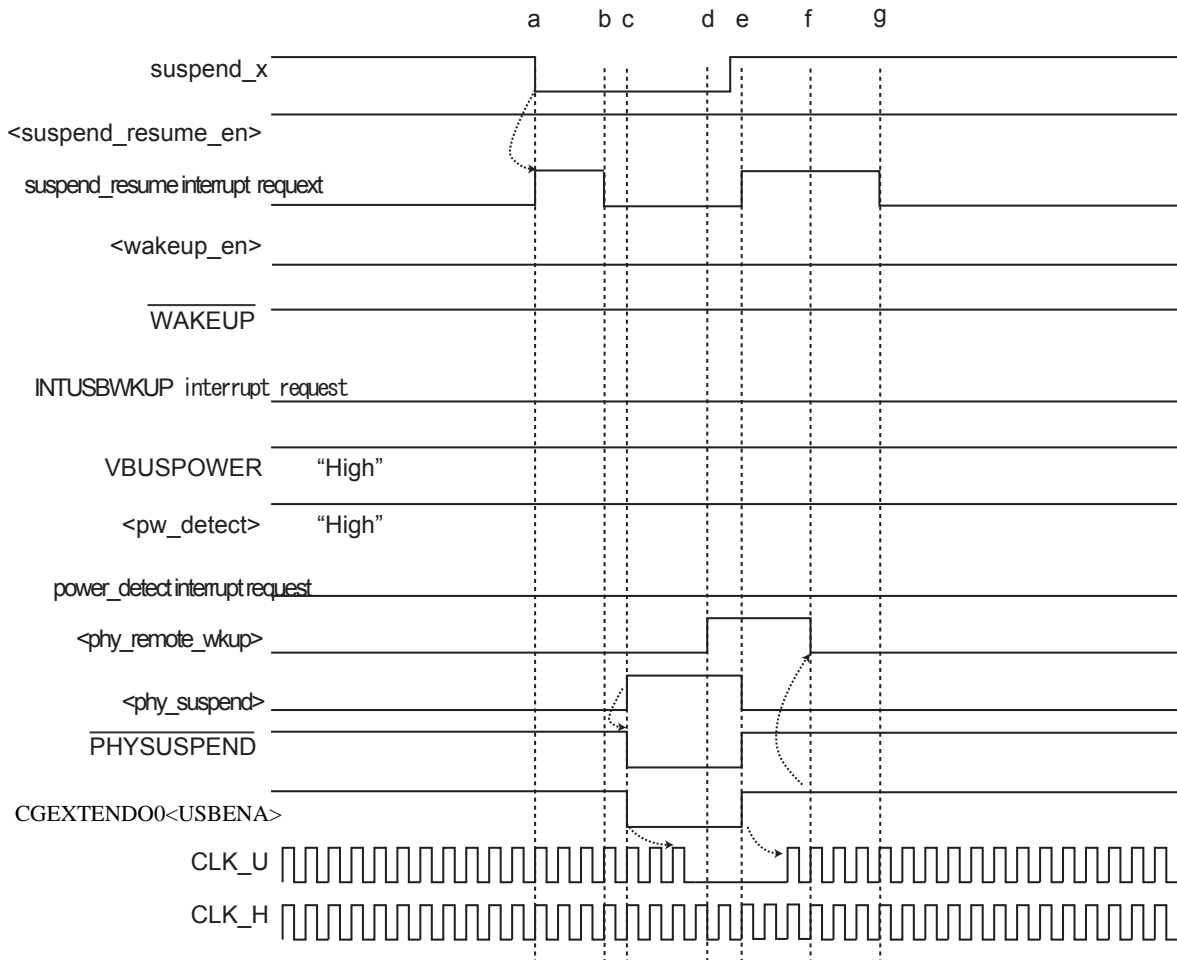 a b c d e f g
suspend_x
<suspend_resume_en>
suspend_resume interrupt requext
<wakeup_en>
WAKEUP
INTUSBWKUP interrupt request
VBUSPOWER “High”
<pw_detect> “High”
power_detect interrupt request
<phy_remote_wkup>
<phy_suspend>
PHYSUSPEND
CGEXTENDO0<USBENA>
CLK_U
CLK_H